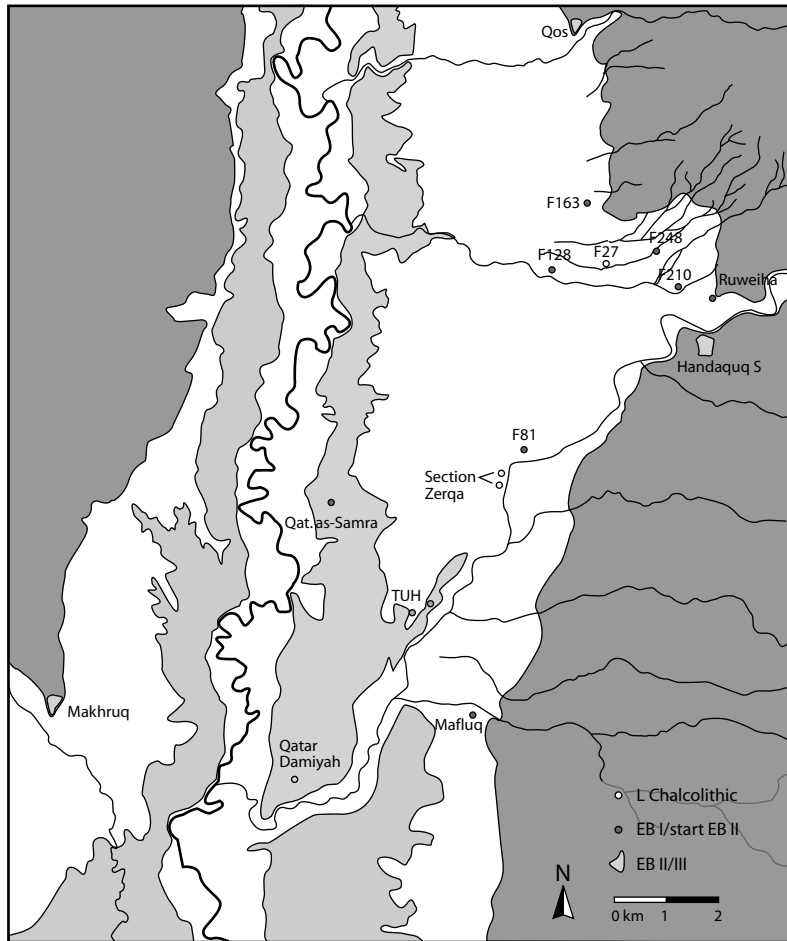 Qos
F163
F248
F27
F128
F210
Ruweiha
Handaquq S
F81
Section
Zerqa
Qat. as-Samra
TUH
Makhruq
Mafluq
Qatar
Damiyah
L Chalcolithic
EB I/start EB II
EB II/III
N
0 km 1 2